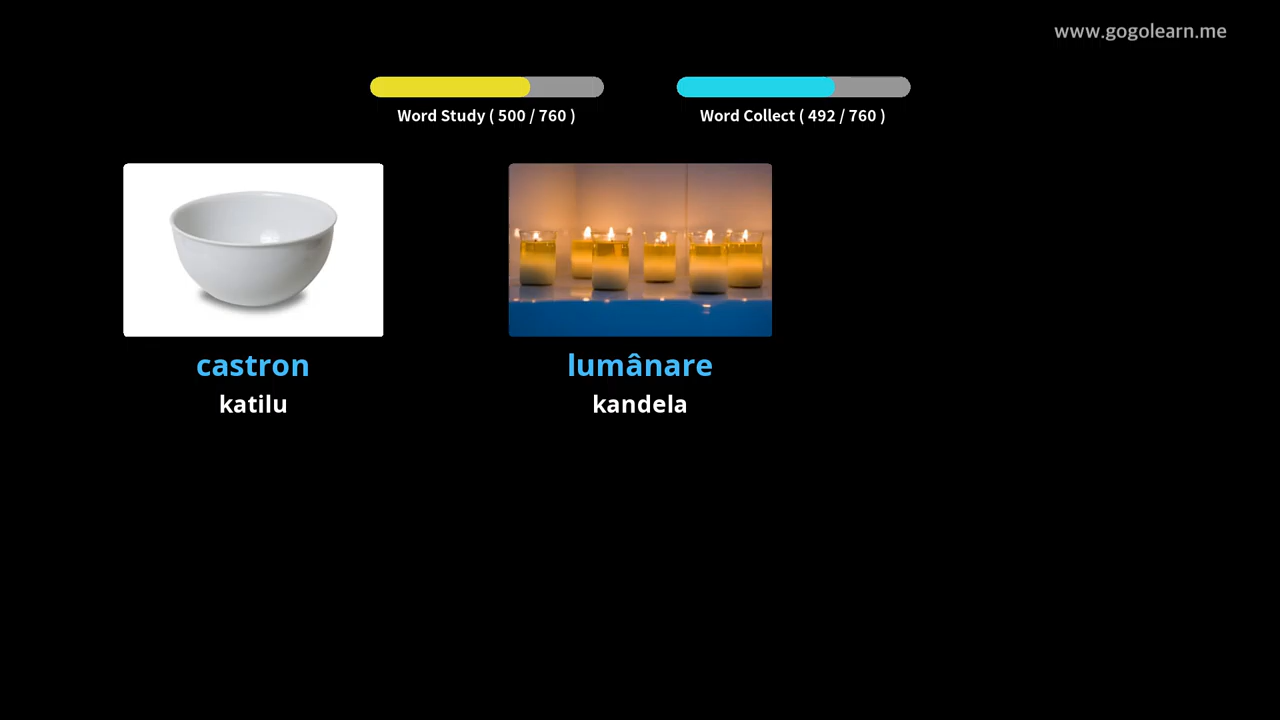 www.gogolearn.me
Word Study ( 500 / 760 )
Word Collect ( 492 / 760 )
castron
lumânare
katilu
kandela